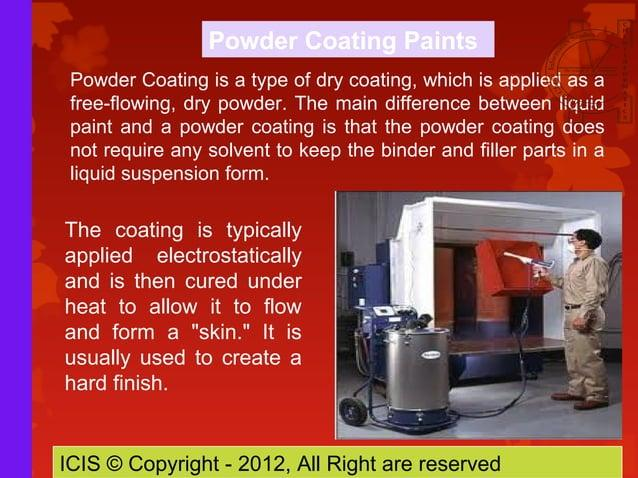 Powder Coating Paints
Powder Coating is a type of dry coating, which is applied as a
free-flowing, dry powder. The main difference between liquid
paint and a powder coating is that the powder coating does
not require any solvent to keep the binder and filler parts in a
liquid suspension form.
The coating is typically
applied electrostatically
and is then cured under
heat to allow it to flow
and form a "skin." It is
usually used to create a
hard finish.
ICIS © Copyright - 2012, All Right are reserved